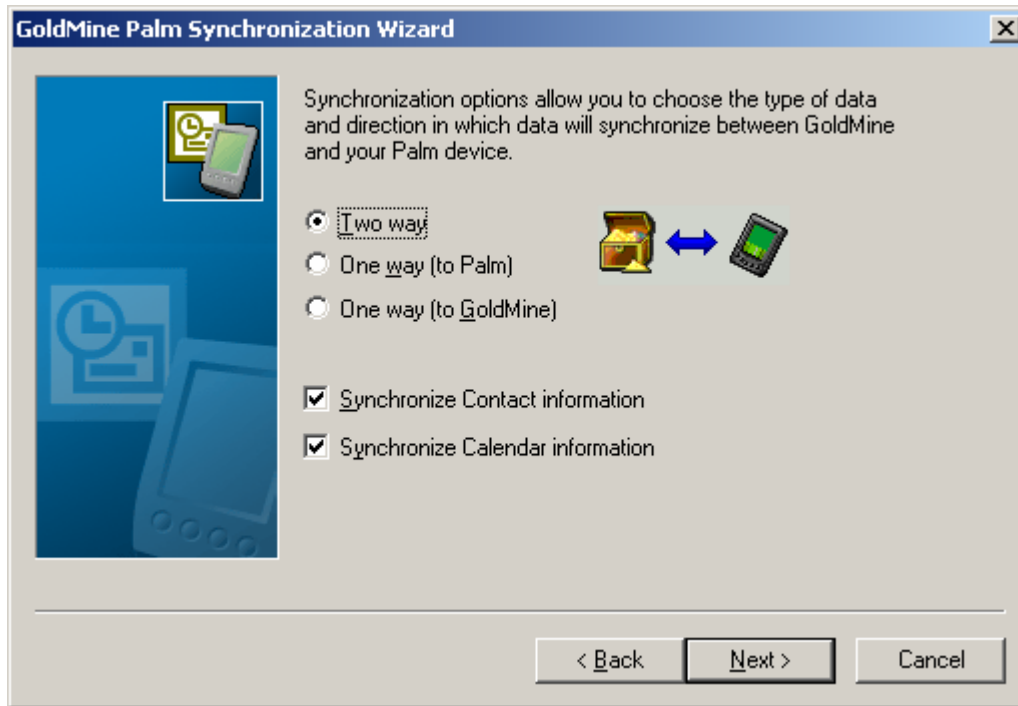 GoldMine Palm Synchronization Wizard
Synchronization options allow you to choose the type of data
and direction in which data will synchronize between GoldMine
and your Palm device.
Two way
One way (to Palm)
One way (to GoldMine)
Synchronize Contact information
Synchronize Calendar information
< Back
Next >
Cancel